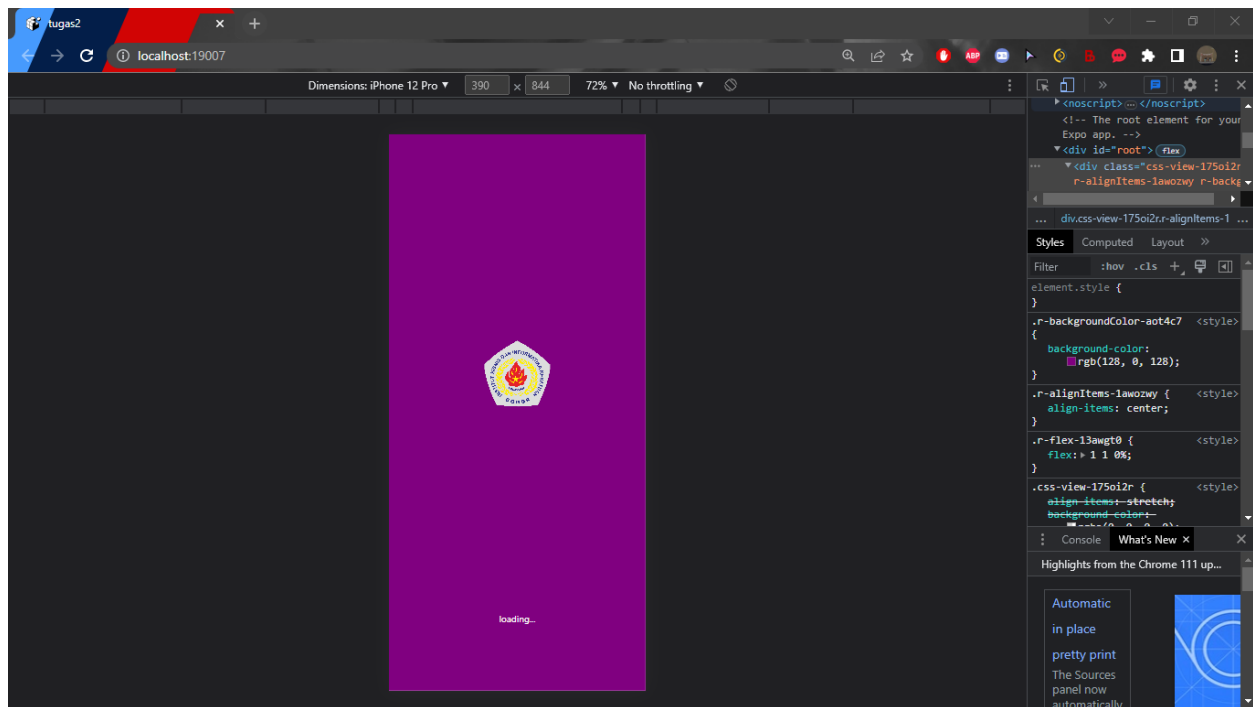 tugas2
localhost:19007
ABP
Dimensions: iPhone 12 Pro ▼ 390 × 844 72% ▼ No throttling ▼
<noscript>…</noscript>
<!-- The root element for your
Expo app. -->
<div id="root"> flex
<div class="css-view-175oi2r
r-alignItems-1awozwy r-backg
... div.css-view-175oi2r.r-alignItems-1 ...
Styles Computed Layout »
Filter :hov .cls +
element.style {
}
.r-backgroundColor-aot4c7 <style>
{
background-color:
rgb(128, 0, 128);
}
.r-alignItems-1awozwy { <style>
align-items: center;
}
.r-flex-13awgt0 { <style>
flex: 1 1 0%;
}
.css-view-175oi2r { <style>
align-items: stretch;
background-color:
loading...
Console What's New ×
Highlights from the Chrome 111 up...
Automatic
in place
pretty print
The Sources
panel now
automatically